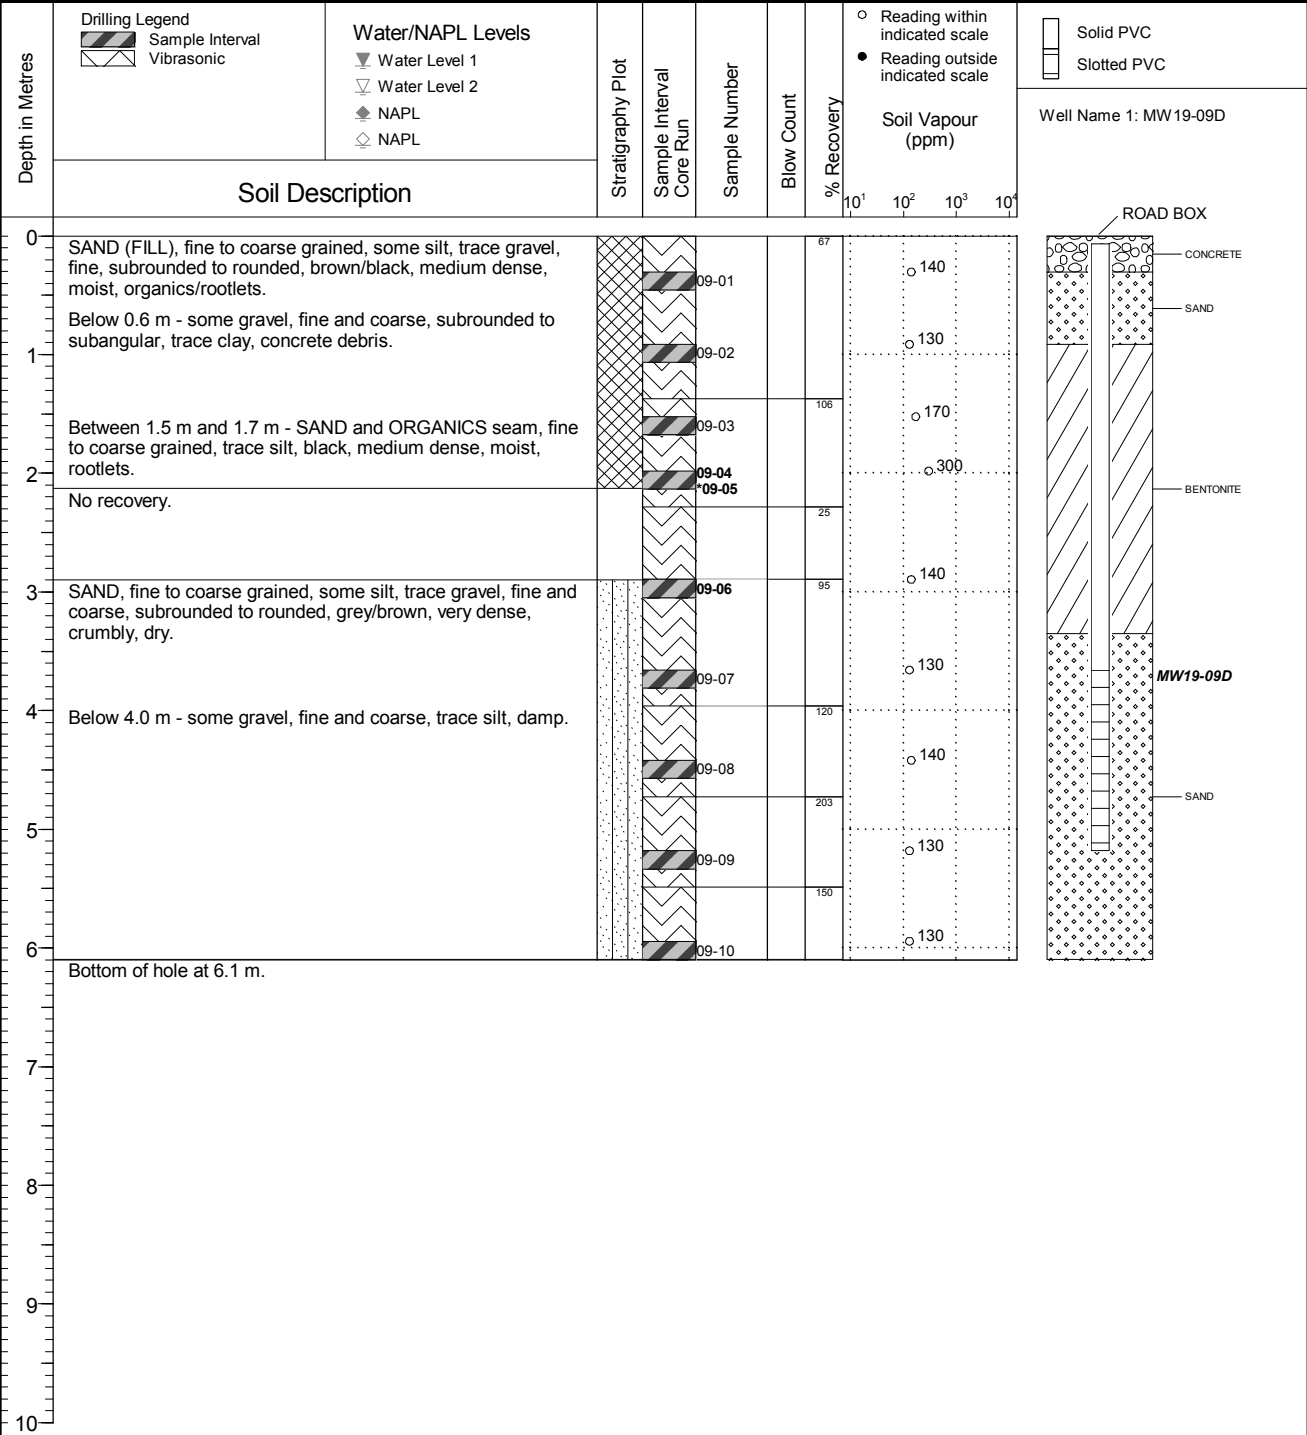 Drilling Legend
Sample Interval
Vibrasonic
Water/NAPL Levels
Water Level 1
Water Level 2
NAPL
NAPL
Depth in Metres
Soil Description
Stratigraphy Plot
Sample Interval
Core Run
Sample Number
Blow Count
% Recovery
Reading within
indicated scale
Reading outside
indicated scale
Soil Vapour
(ppm)
10¹ 10² 10³ 10⁴
Solid PVC
Slotted PVC
Well Name 1: MW19-09D
ROAD BOX
0
SAND (FILL), fine to coarse grained, some silt, trace gravel,
fine, subrounded to rounded, brown/black, medium dense,
moist, organics/rootlets.
67
140
CONCRETE
09-01
SAND
Below 0.6 m - some gravel, fine and coarse, subrounded to
subangular, trace clay, concrete debris.
130
1
09-02
106
170
Between 1.5 m and 1.7 m - SAND and ORGANICS seam, fine
to coarse grained, trace silt, black, medium dense, moist,
rootlets.
09-03
300
2
09-04
*09-05
BENTONITE
No recovery.
25
140
3
SAND, fine to coarse grained, some silt, trace gravel, fine and
coarse, subrounded to rounded, grey/brown, very dense,
crumbly, dry.
09-06
95
130
09-07
MW19-09D
4
Below 4.0 m - some gravel, fine and coarse, trace silt, damp.
120
140
09-08
SAND
203
5
130
09-09
150
130
6
09-10
Bottom of hole at 6.1 m.
7
8
9
10